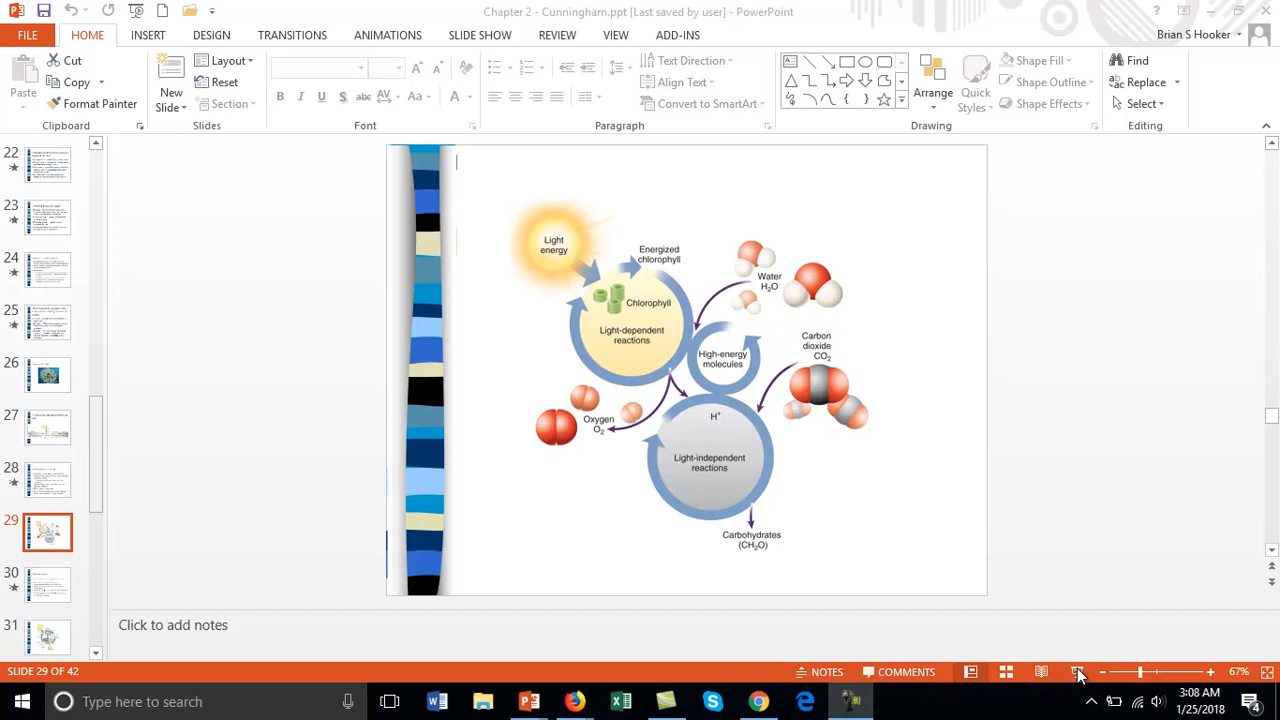 Chapter 2 - Cunningham.ppt [Last saved by user] - PowerPoint
FILE HOME INSERT DESIGN TRANSITIONS ANIMATIONS SLIDE SHOW REVIEW VIEW ADD-INS Brian S Hooker
Paste
Cut
Copy
Format Painter
Clipboard
New
Slide
Layout
Reset
Section
Slides
Font
Text Direction
Align Text
Convert to SmartArt
Paragraph
Arrange
Quick
Styles
Shape Fill
Shape Outline
Shape Effects
Drawing
Find
Replace
Select
Editing
22
23
24
25
26
27
28
29
30
31
Light
energy
Energized
chlorophyll
Chlorophyll
Light-dependent
reactions
Water
H₂O
High-energy
molecules
Carbon
dioxide
CO₂
Oxygen
O₂
H⁺
Light-independent
reactions
Carbohydrates
(CH₂O)
Click to add notes
SLIDE 29 OF 42 NOTES COMMENTS 67%
Type here to search
3:08 AM
1/25/2018
4